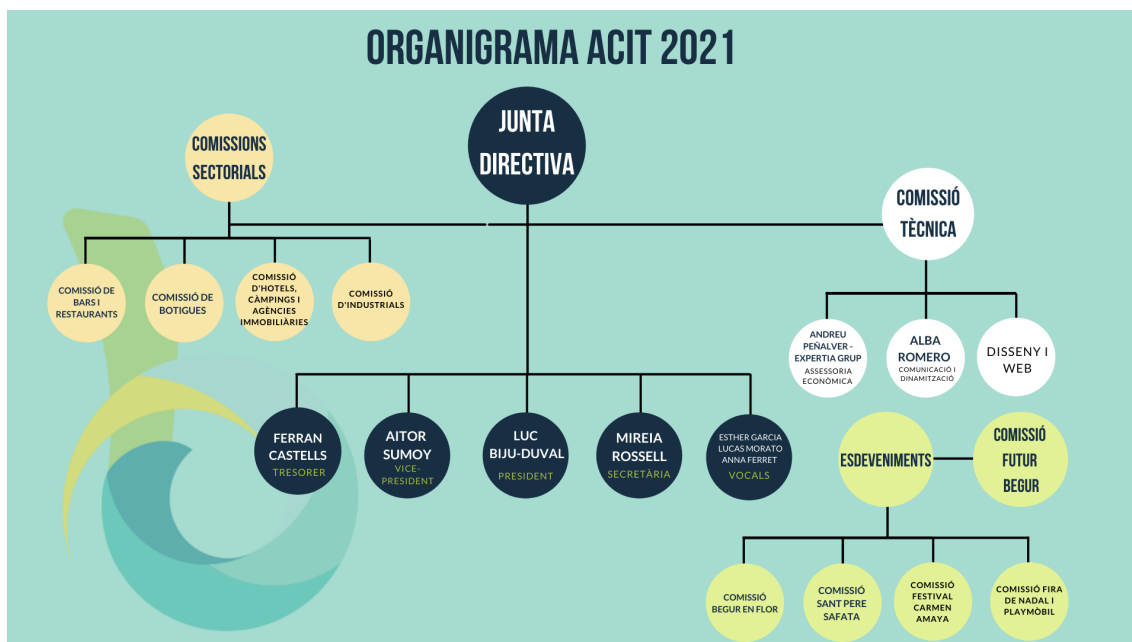 ORGANIGRAMA ACIT 2021
JUNTA
DIRECTIVA
COMISSIONS
SECTORIALS
COMISSIÓ
TÈCNICA
COMISSIÓ DE
BARS I
RESTAURANTS
COMISSIÓ DE
BOTIGUES
COMISSIÓ
D'HOTELS,
CÀMPINGS I
AGÈNCIES
IMMOBILIÀRIES
COMISSIÓ
D'INDUSTRIALS
ANDREU
PEÑALVER -
EXPERTIA GRUP
ASSESSORIA
ECONÒMICA
ALBA
ROMERO
COMUNICACIÓ I
DINAMITZACIÓ
DISSENY I
WEB
FERRAN
CASTELLS
TRESORER
AITOR
SUMOY
VICE-
PRESIDENT
LUC
BIJU-DUVAL
PRESIDENT
MIREIA
ROSSELL
SECRETÀRIA
ESTHER GARCIA
LUCAS MORATO
ANNA FERRET
VOCALS
ESDEVENIMENTS
COMISSIÓ
FUTUR
BEGUR
COMISSIÓ
BEGUR EN FLOR
COMISSIÓ
SANT PERE
SAFATA
COMISSIÓ
FESTIVAL
CARMEN
AMAYA
COMISSIÓ FIRA
DE NADAL I
PLAYMÒBIL